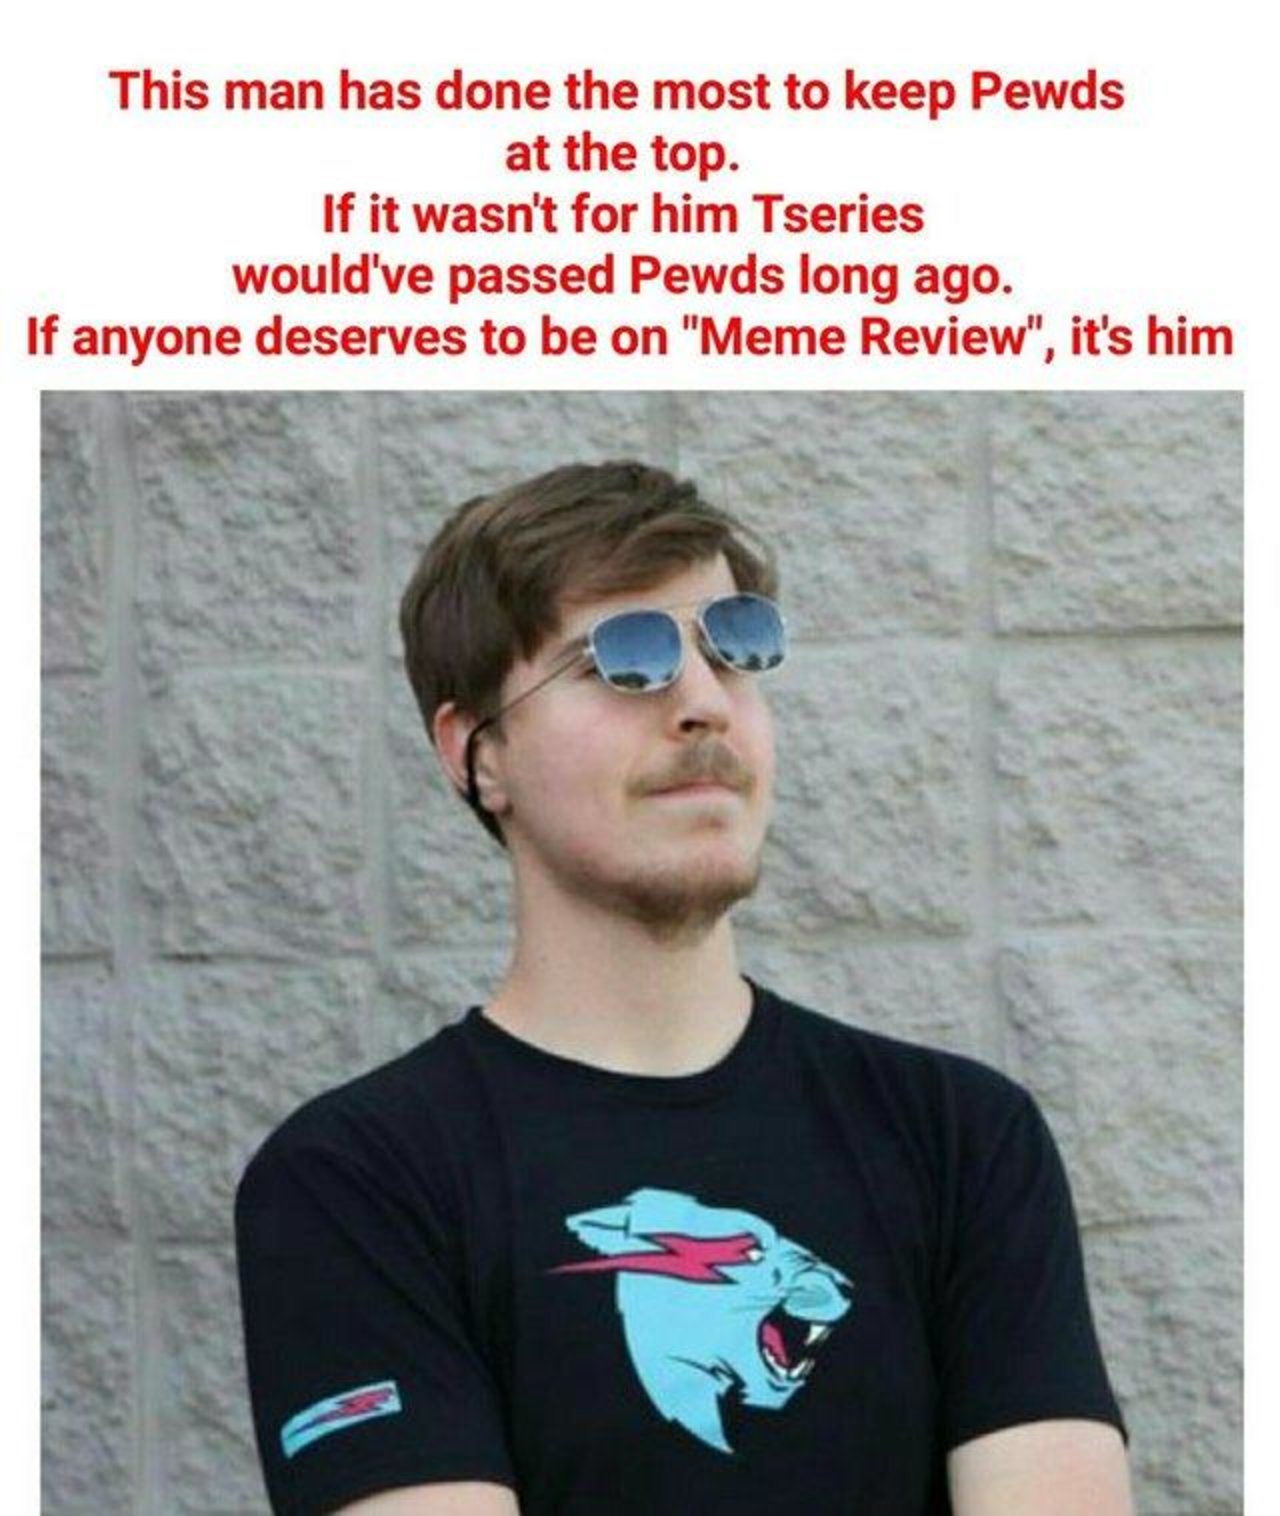 This man has done the most to keep Pewds
at the top.
If it wasn't for him Tseries
would've passed Pewds long ago.
If anyone deserves to be on "Meme Review", it's him